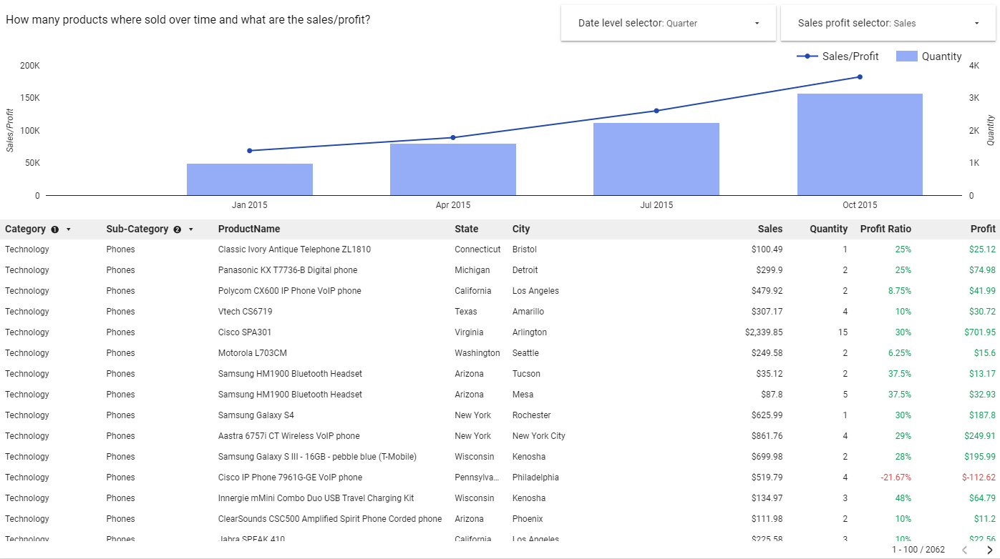 How many products where sold over time and what are the sales/profit?
Date level selector: Quarter
Sales profit selector: Sales
Sales/Profit Quantity
200K 4K
150K 3K
100K 2K
50K 1K
0 0
Sales/Profit
Quantity
Jan 2015 Apr 2015 Jul 2015 Oct 2015
Category 1 Sub-Category 2 ProductName State City Sales Quantity Profit Ratio Profit
Technology Phones Classic Ivory Antique Telephone ZL1810 Connecticut Bristol $100.49 1 25% $25.12
Technology Phones Panasonic KX T7736-B Digital phone Michigan Detroit $299.9 2 25% $74.98
Technology Phones Polycom CX600 IP Phone VoIP phone California Los Angeles $479.92 2 8.75% $41.99
Technology Phones Vtech CS6719 Texas Amarillo $307.17 4 10% $30.72
Technology Phones Cisco SPA301 Virginia Arlington $2,339.85 15 30% $701.95
Technology Phones Motorola L703CM Washington Seattle $249.58 2 6.25% $15.6
Technology Phones Samsung HM1900 Bluetooth Headset Arizona Tucson $35.12 2 37.5% $13.17
Technology Phones Samsung HM1900 Bluetooth Headset Arizona Mesa $87.8 5 37.5% $32.93
Technology Phones Samsung Galaxy S4 New York Rochester $625.99 1 30% $187.8
Technology Phones Aastra 6757i CT Wireless VoIP phone New York New York City $861.76 4 29% $249.91
Technology Phones Samsung Galaxy S III - 16GB - pebble blue (T-Mobile) Wisconsin Kenosha $699.98 2 28% $195.99
Technology Phones Cisco IP Phone 7961G-GE VoIP phone Pennsylva... Philadelphia $519.79 4 -21.67% $-112.62
Technology Phones Innergie mMini Combo Duo USB Travel Charging Kit Wisconsin Kenosha $134.97 3 48% $64.79
Technology Phones ClearSounds CSC500 Amplified Spirit Phone Corded phone Arizona Phoenix $111.98 2 10% $11.2
Technology Phones Jabra SPEAK 410 California Los Angeles $225.58 3 10% $22.56
1 - 100 / 2062